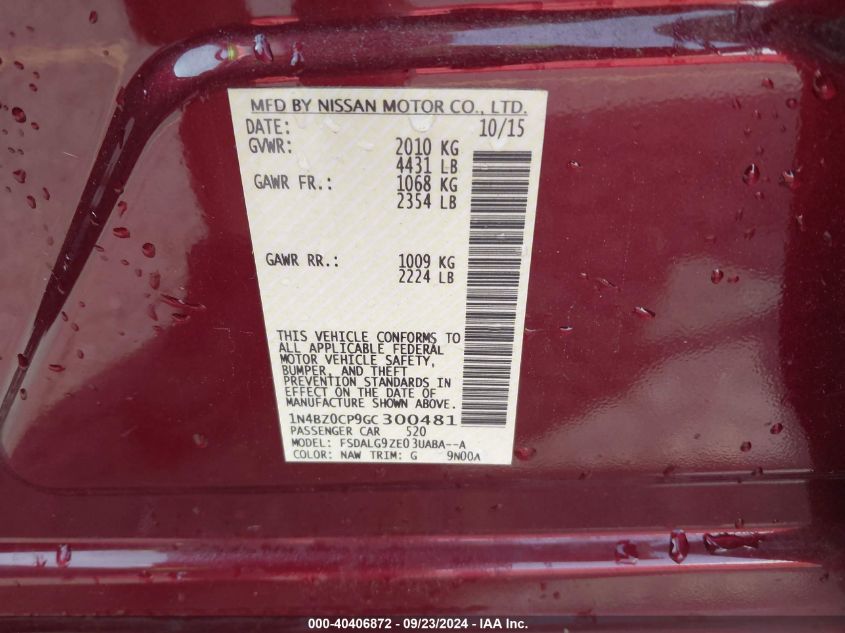 MFD BY NISSAN MOTOR CO., LTD.
DATE: 10/15
GVWR: 2010 KG
4431 LB
GAWR FR.: 1068 KG
2354 LB
GAWR RR.: 1009 KG
2224 LB
THIS VEHICLE CONFORMS TO
ALL APPLICABLE FEDERAL
MOTOR VEHICLE SAFETY,
BUMPER, AND THEFT
PREVENTION STANDARDS IN
EFFECT ON THE DATE OF
MANUFACTURE SHOWN ABOVE.
1N4BZ0CP9GC300481
PASSENGER CAR 520
MODEL: FSDALG9ZE03UABA--A
COLOR: NAW TRIM: G 9N00A
000-40406872 - 09/23/2024 - IAA Inc.